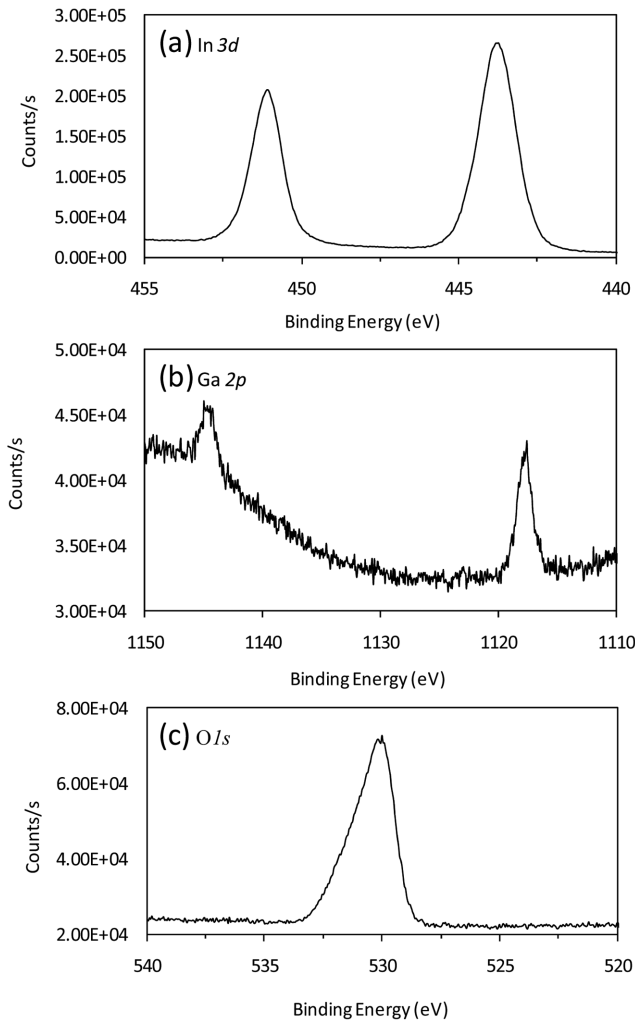 3.00E+05
(a) In 3d
2.50E+05
2.00E+05
1.50E+05
1.00E+05
5.00E+04
0.00E+00
Counts/s
455 450 445 440
Binding Energy (eV)
5.00E+04
(b) Ga 2p
4.50E+04
4.00E+04
3.50E+04
3.00E+04
Counts/s
1150 1140 1130 1120 1110
Binding Energy (eV)
8.00E+04
(c) O1s
6.00E+04
4.00E+04
2.00E+04
Counts/s
540 535 530 525 520
Binding Energy (eV)